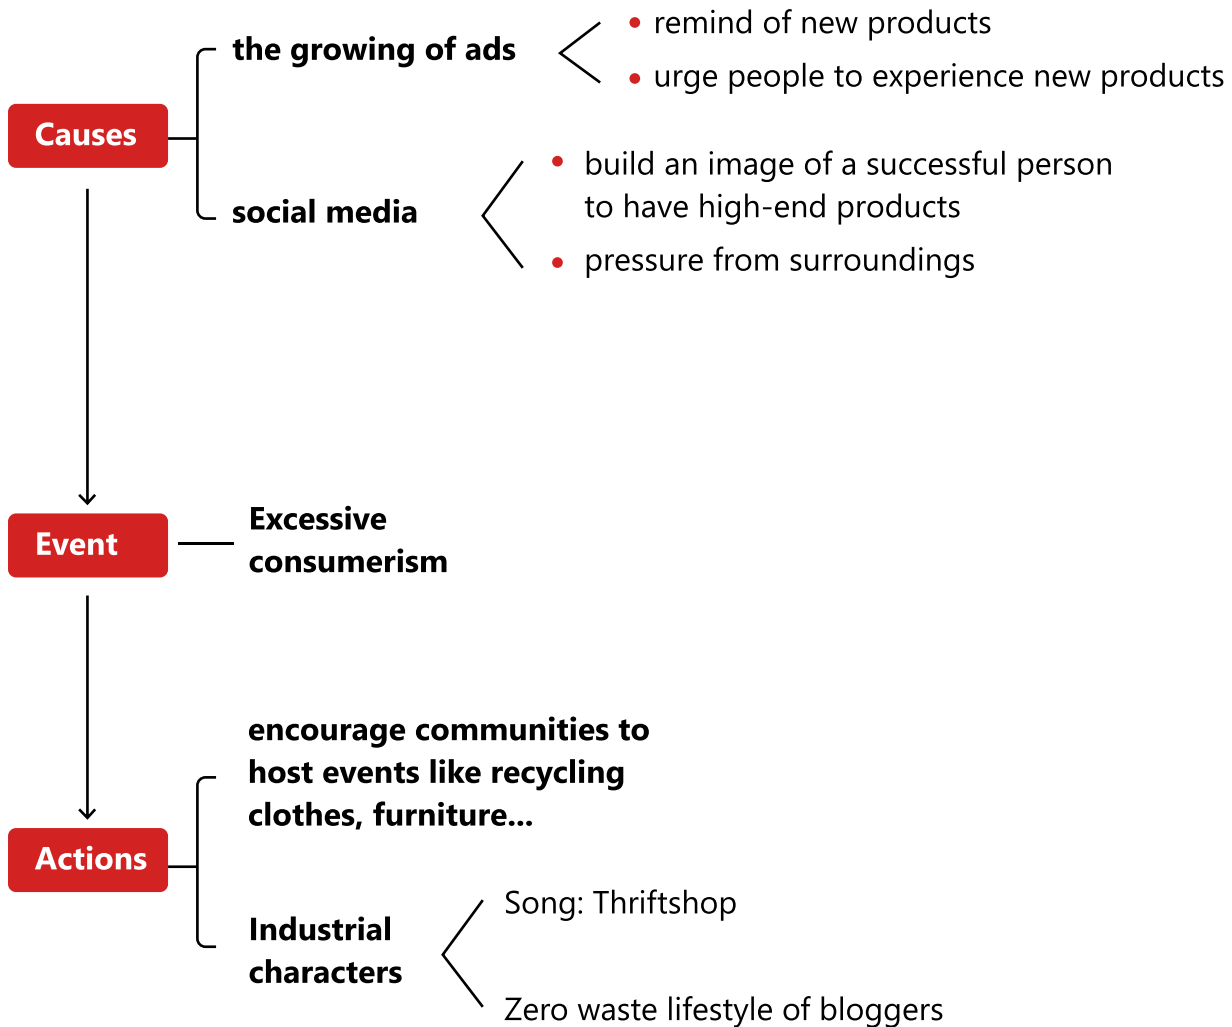 the growing of ads
remind of new products
urge people to experience new products
Causes
build an image of a successful person
to have high-end products
social media
pressure from surroundings
Event
Excessive
consumerism
encourage communities to
host events like recycling
clothes, furniture...
Actions
Industrial
characters
Song: Thriftshop
Zero waste lifestyle of bloggers